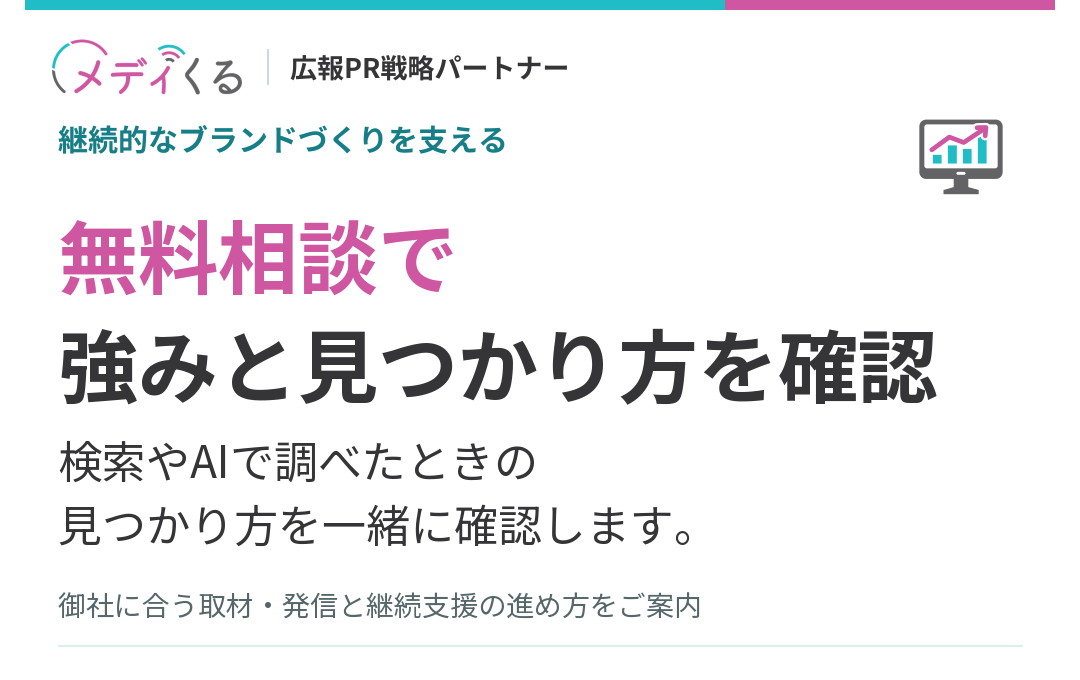 メディくる
広報PR戦略パートナー
継続的なブランドづくりを支える
無料相談で
強みと見つかり方を確認
検索やAIで調べたときの
見つかり方を一緒に確認します。
御社に合う取材・発信と継続支援の進め方をご案内